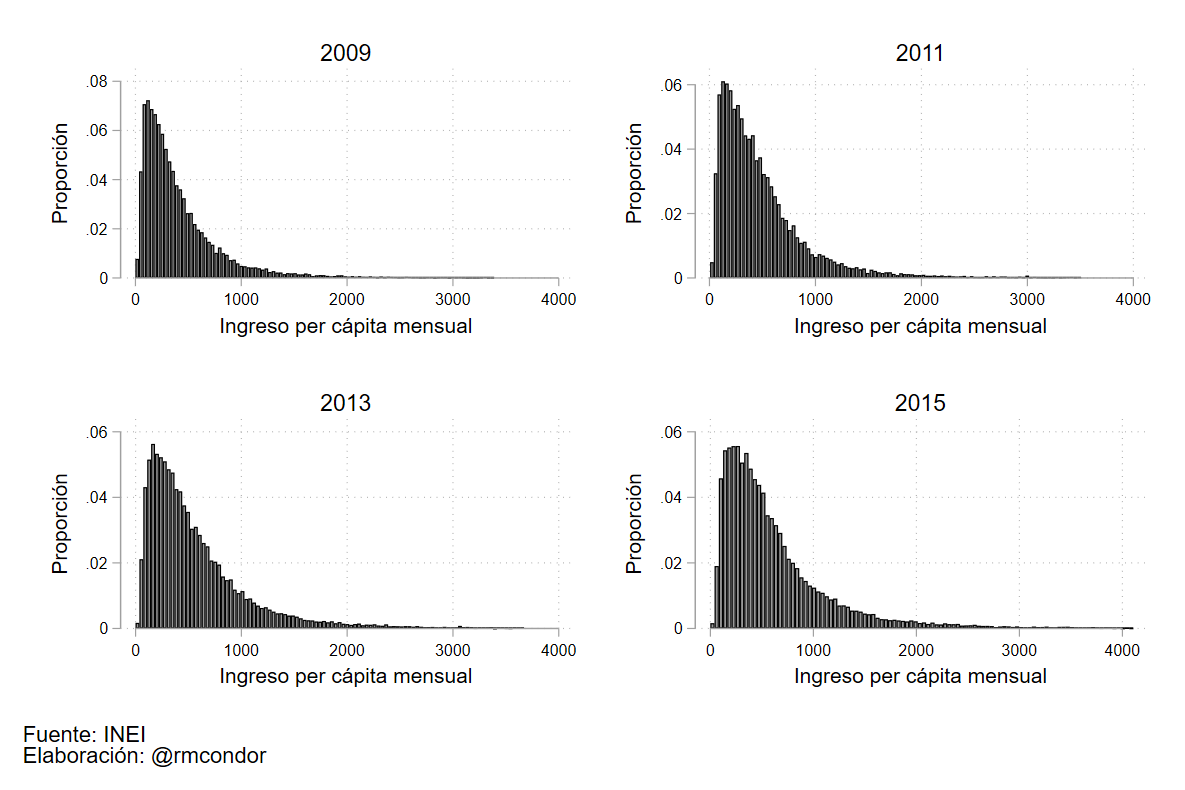 2009
.08
.06
.04
.02
0
Proporción
0 1000 2000 3000 4000
Ingreso per cápita mensual
2011
.06
.04
.02
0
Proporción
0 1000 2000 3000 4000
Ingreso per cápita mensual
2013
.06
.04
.02
0
Proporción
0 1000 2000 3000 4000
Ingreso per cápita mensual
2015
.06
.04
.02
0
Proporción
0 1000 2000 3000 4000
Ingreso per cápita mensual
Fuente: INEI
Elaboración: @rmcondor